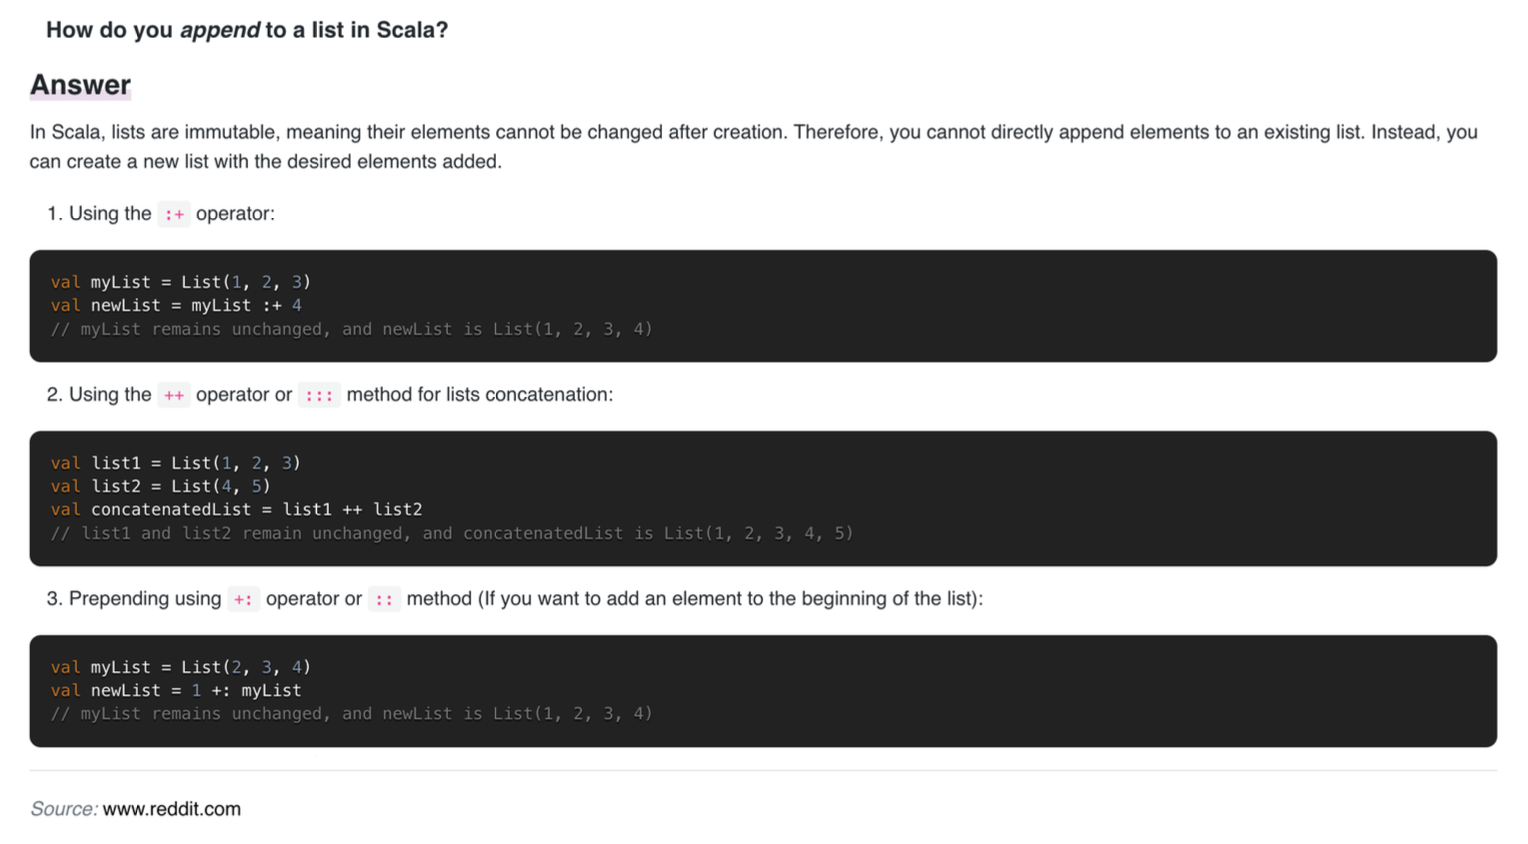 How do you append to a list in Scala?
Answer
In Scala, lists are immutable, meaning their elements cannot be changed after creation. Therefore, you cannot directly append elements to an existing list. Instead, you
can create a new list with the desired elements added.
1. Using the :+ operator:
val myList = List(1, 2, 3)
val newList = myList :+ 4
// myList remains unchanged, and newList is List(1, 2, 3, 4)
2. Using the ++ operator or ::: method for lists concatenation:
val list1 = List(1, 2, 3)
val list2 = List(4, 5)
val concatenatedList = list1 ++ list2
// list1 and list2 remain unchanged, and concatenatedList is List(1, 2, 3, 4, 5)
3. Prepending using +: operator or :: method (If you want to add an element to the beginning of the list):
val myList = List(2, 3, 4)
val newList = 1 +: myList
// myList remains unchanged, and newList is List(1, 2, 3, 4)
Source: www.reddit.com